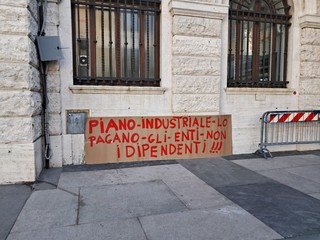 PIANO-INDUSTRIALE-LO
PAGANO-GLI-ENTI-NON
I DIPENDENTI!!!